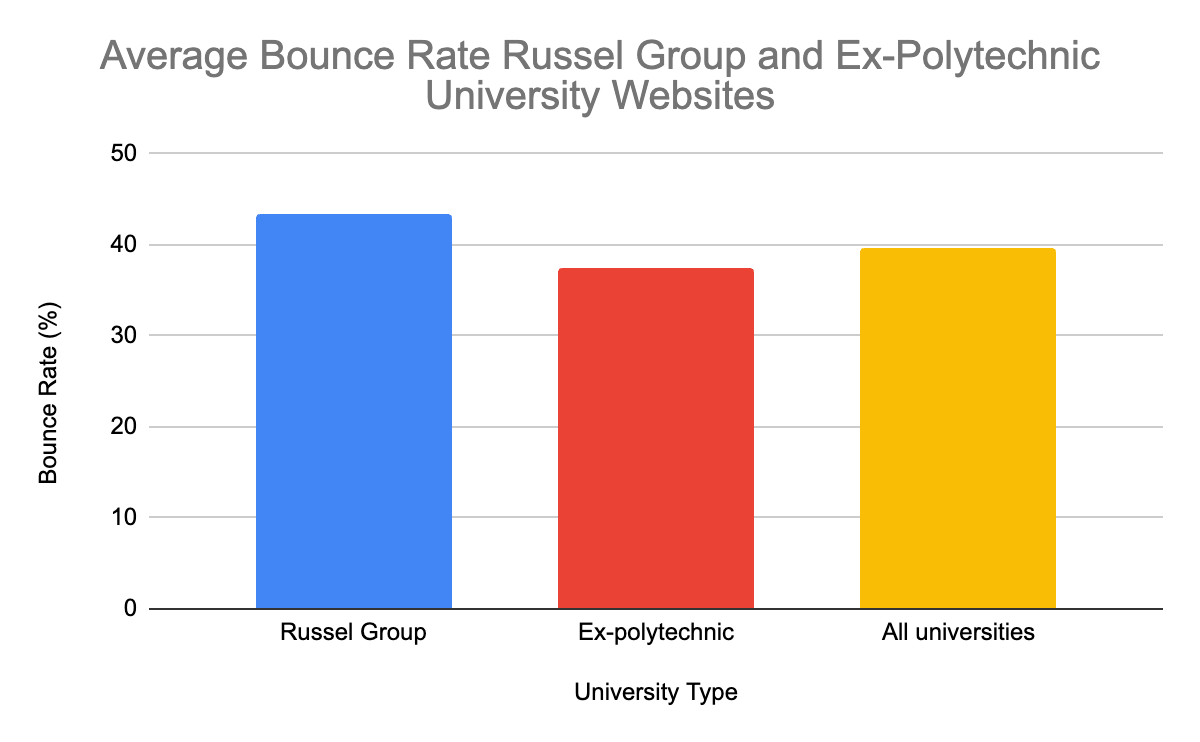 Average Bounce Rate Russel Group and Ex-Polytechnic
University Websites
50
40
30
20
10
0
Bounce Rate (%)
Russel Group
Ex-polytechnic
All universities
University Type